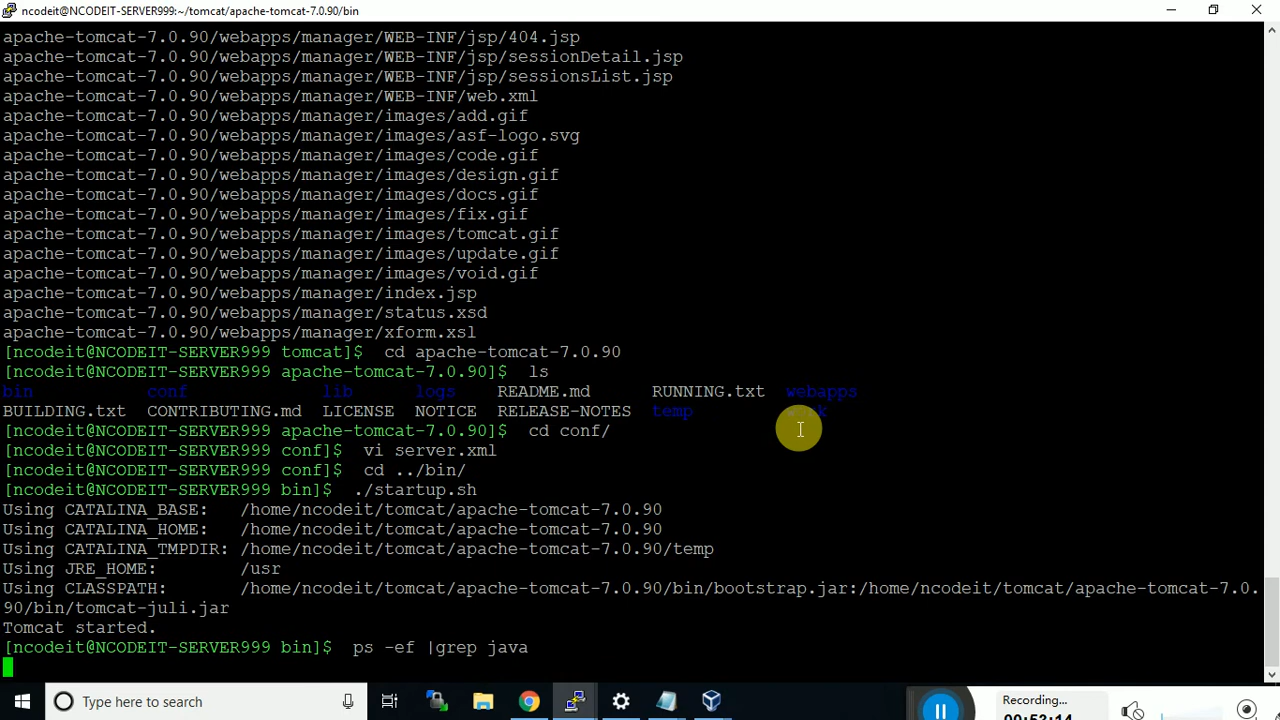 ncodeit@NCODEIT-SERVER999:~/tomcat/apache-tomcat-7.0.90/bin
apache-tomcat-7.0.90/webapps/manager/WEB-INF/jsp/404.jsp
apache-tomcat-7.0.90/webapps/manager/WEB-INF/jsp/sessionDetail.jsp
apache-tomcat-7.0.90/webapps/manager/WEB-INF/jsp/sessionsList.jsp
apache-tomcat-7.0.90/webapps/manager/WEB-INF/web.xml
apache-tomcat-7.0.90/webapps/manager/images/add.gif
apache-tomcat-7.0.90/webapps/manager/images/asf-logo.svg
apache-tomcat-7.0.90/webapps/manager/images/code.gif
apache-tomcat-7.0.90/webapps/manager/images/design.gif
apache-tomcat-7.0.90/webapps/manager/images/docs.gif
apache-tomcat-7.0.90/webapps/manager/images/fix.gif
apache-tomcat-7.0.90/webapps/manager/images/tomcat.gif
apache-tomcat-7.0.90/webapps/manager/images/update.gif
apache-tomcat-7.0.90/webapps/manager/images/void.gif
apache-tomcat-7.0.90/webapps/manager/index.jsp
apache-tomcat-7.0.90/webapps/manager/status.xsd
apache-tomcat-7.0.90/webapps/manager/xform.xsl
[ncodeit@NCODEIT-SERVER999 tomcat]$ cd apache-tomcat-7.0.90
[ncodeit@NCODEIT-SERVER999 apache-tomcat-7.0.90]$ ls
bin conf lib logs README.md RUNNING.txt webapps
BUILDING.txt CONTRIBUTING.md LICENSE NOTICE RELEASE-NOTES temp
[ncodeit@NCODEIT-SERVER999 apache-tomcat-7.0.90]$ cd conf/
[ncodeit@NCODEIT-SERVER999 conf]$ vi server.xml
[ncodeit@NCODEIT-SERVER999 conf]$ cd ../bin/
[ncodeit@NCODEIT-SERVER999 bin]$ ./startup.sh
Using CATALINA_BASE: /home/ncodeit/tomcat/apache-tomcat-7.0.90
Using CATALINA_HOME: /home/ncodeit/tomcat/apache-tomcat-7.0.90
Using CATALINA_TMPDIR: /home/ncodeit/tomcat/apache-tomcat-7.0.90/temp
Using JRE_HOME: /usr
Using CLASSPATH: /home/ncodeit/tomcat/apache-tomcat-7.0.90/bin/bootstrap.jar:/home/ncodeit/tomcat/apache-tomcat-7.0.
90/bin/tomcat-juli.jar
Tomcat started.
[ncodeit@NCODEIT-SERVER999 bin]$ ps -ef |grep java
Type here to search
Recording...
00:53:14